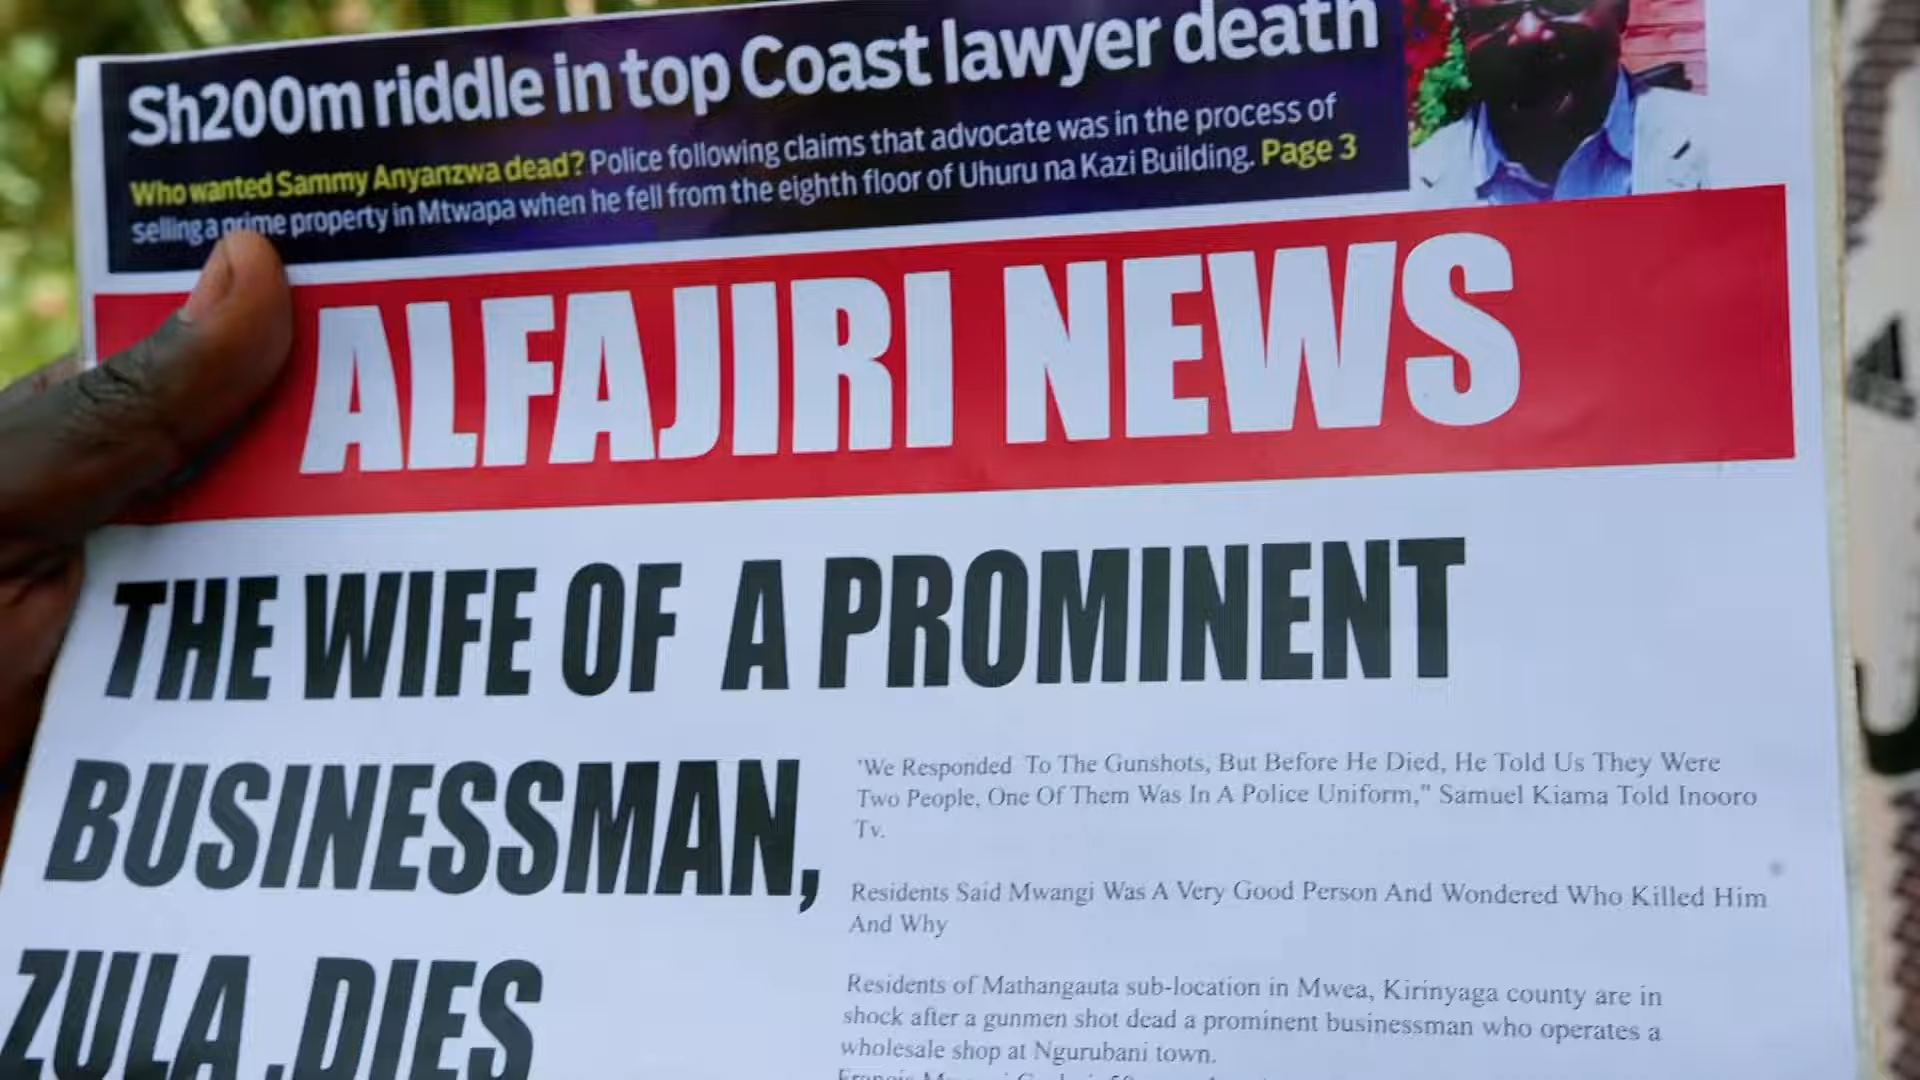 Sh200m riddle in top Coast lawyer death
Who wanted Sammy Anyanzwa dead? Police following claims that advocate was in the process of
selling a prime property in Mtwapa when he fell from the eighth floor of Uhuru na Kazi Building. Page 3
ALFAJIRI NEWS
THE WIFE OF A PROMINENT
BUSINESSMAN,
ZULA ,DIES
'We Responded To The Gunshots, But Before He Died, He Told Us They Were
Two People, One Of Them Was In A Police Uniform," Samuel Kiama Told Inooro
Tv.
Residents Said Mwangi Was A Very Good Person And Wondered Who Killed Him
And Why
Residents of Mathangauta sub-location in Mwea, Kirinyaga county are in
shock after a gunmen shot dead a prominent businessman who operates a
wholesale shop at Ngurubani town.